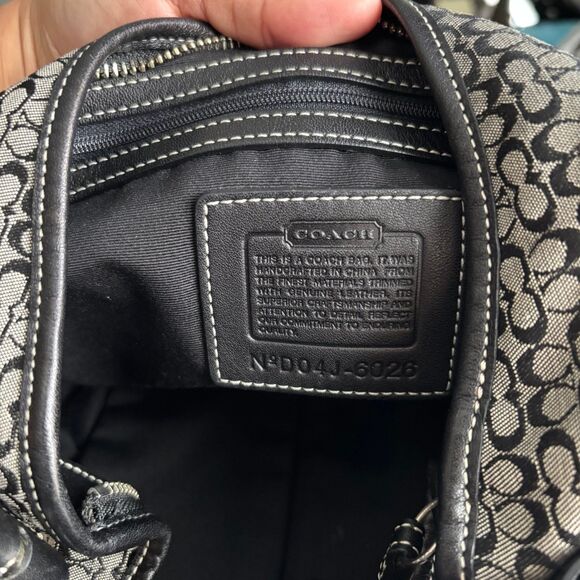 COACH
THIS IS A COACH BAG. IT WAS
HANDCRAFTED IN CHINA FROM
THE FINEST MATERIALS TRIMMED
WITH GENUINE LEATHER. ITS
SUPERIOR CRAFTSMANSHIP AND
ATTENTION TO DETAIL REFLECT
OUR COMMITMENT TO ENDURING
QUALITY.
Nº D04J-6026